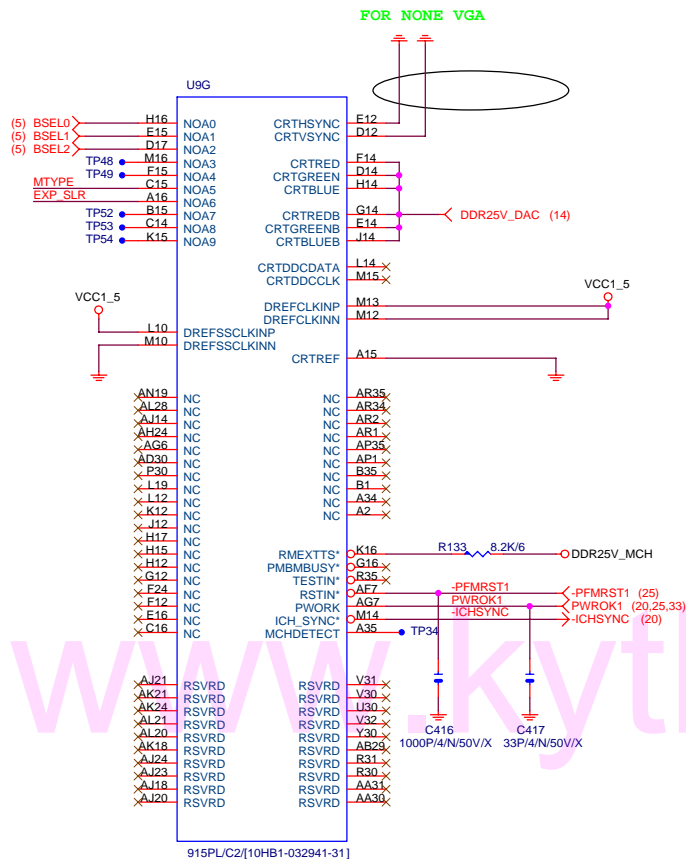 FOR NONE VGA
U9G
(5) BSEL0 H16 NOA0 CRTHSYNC E12
(5) BSEL1 E15 NOA1 CRTVSYNC D12
(5) BSEL2 D17 NOA2
TP48 M16 NOA3 CRTRED F14
TP49 F15 NOA4 CRTGREEN D14
MTYPE C15 NOA5 CRTBLUE H14
EXP_SLR A16 NOA6
TP52 B15 NOA7 CRTREDB G14 DDR25V_DAC (14)
TP53 C14 NOA8 CRTGREENB E14
TP54 K15 NOA9 CRTBLUEB J14
CRTDDCDATA L14
CRTDDCCLK M15
VCC1_5 VCC1_5
DREFCLKINP M13
DREFCLKINN M12
L10 DREFSSCLKINP
M10 DREFSSCLKINN
CRTREF A15
AN19 NC NC AR35
AL28 NC NC AR34
AJ14 NC NC AR2
AH24 NC NC AR1
AG6 NC NC AP35
AD30 NC NC AP1
P30 NC NC B35
L19 NC NC B1
L12 NC NC A34
K12 NC NC A2
J12 NC
H17 NC
H15 NC RMEXTTS* K16 R133 8.2K/6 DDR25V_MCH
H12 NC PMBMBUSY* G16
G12 NC TESTIN* R35
F24 NC RSTIN* AF7 -PFMRST1 -PFMRST1 (25)
F12 NC PWORK AG7 PWROK1 PWROK1 (20,25,33)
E16 NC ICH_SYNC* M14 -ICHSYNC -ICHSYNC (20)
C16 NC MCHDETECT A35 TP34
www.kytl
AJ21 RSVRD RSVRD V31
AK21 RSVRD RSVRD V30
AK24 RSVRD RSVRD U30
AL21 RSVRD RSVRD V32
AL20 RSVRD RSVRD Y30
AK18 RSVRD RSVRD AB29
AJ24 RSVRD RSVRD R31
AJ23 RSVRD RSVRD R30
AJ18 RSVRD RSVRD AA31
AJ20 RSVRD RSVRD AA30
C416 C417
1000P/4/N/50V/X 33P/4/N/50V/X
915PL/C2/[10HB1-032941-31]